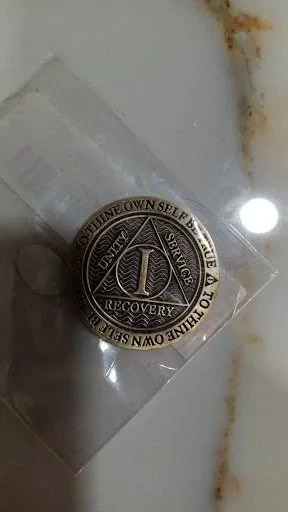 TO THINE OWN SELF BE TRUE
TO THINE OWN SELF
UNITY
SERVICE
I
RECOVERY